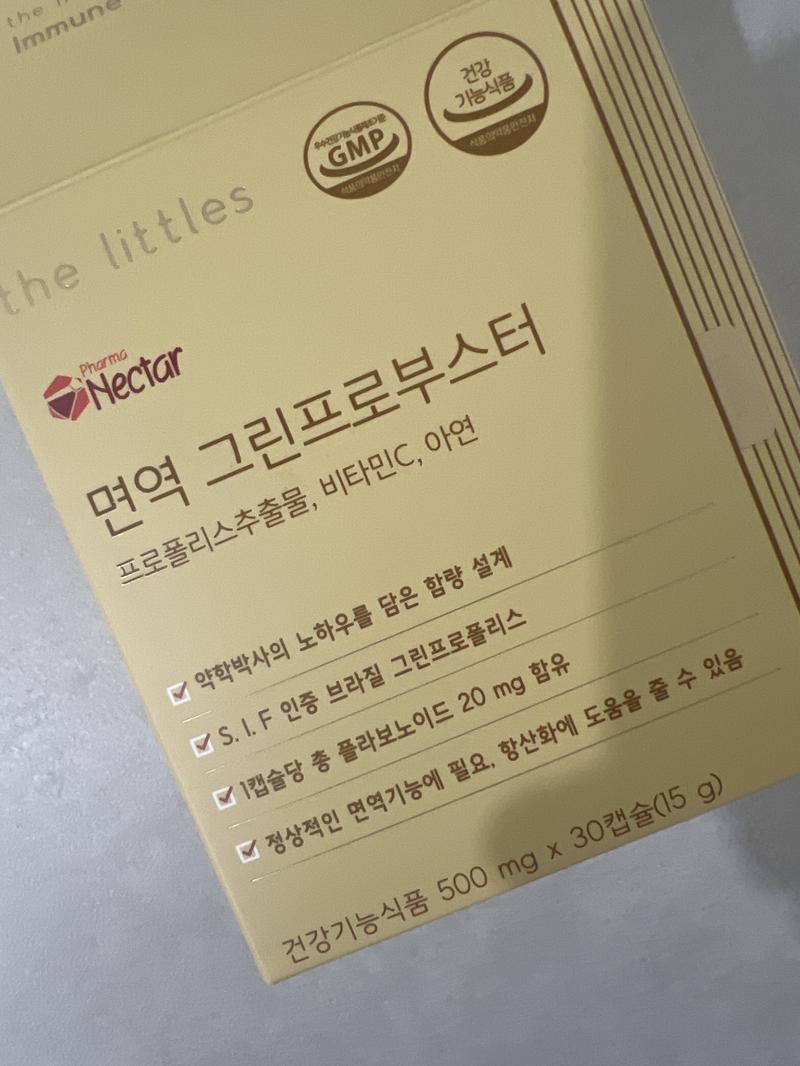 the
Immune
건강
기능식품
식품의약품안전처
우수건강기능식품제조기준
GMP
식품의약품안전처
the littles
Pharma
Nectar
면역 그린프로부스터
프로폴리스추출물, 비타민C, 아연
약학박사의 노하우를 담은 함량 설계
S. I. F 인증 브라질 그린프로폴리스
1캡슐당 총 플라보노이드 20 mg 함유
정상적인 면역기능에 필요, 항산화에 도움을 줄 수 있음
건강기능식품 500 mg x 30캡슐(15 g)